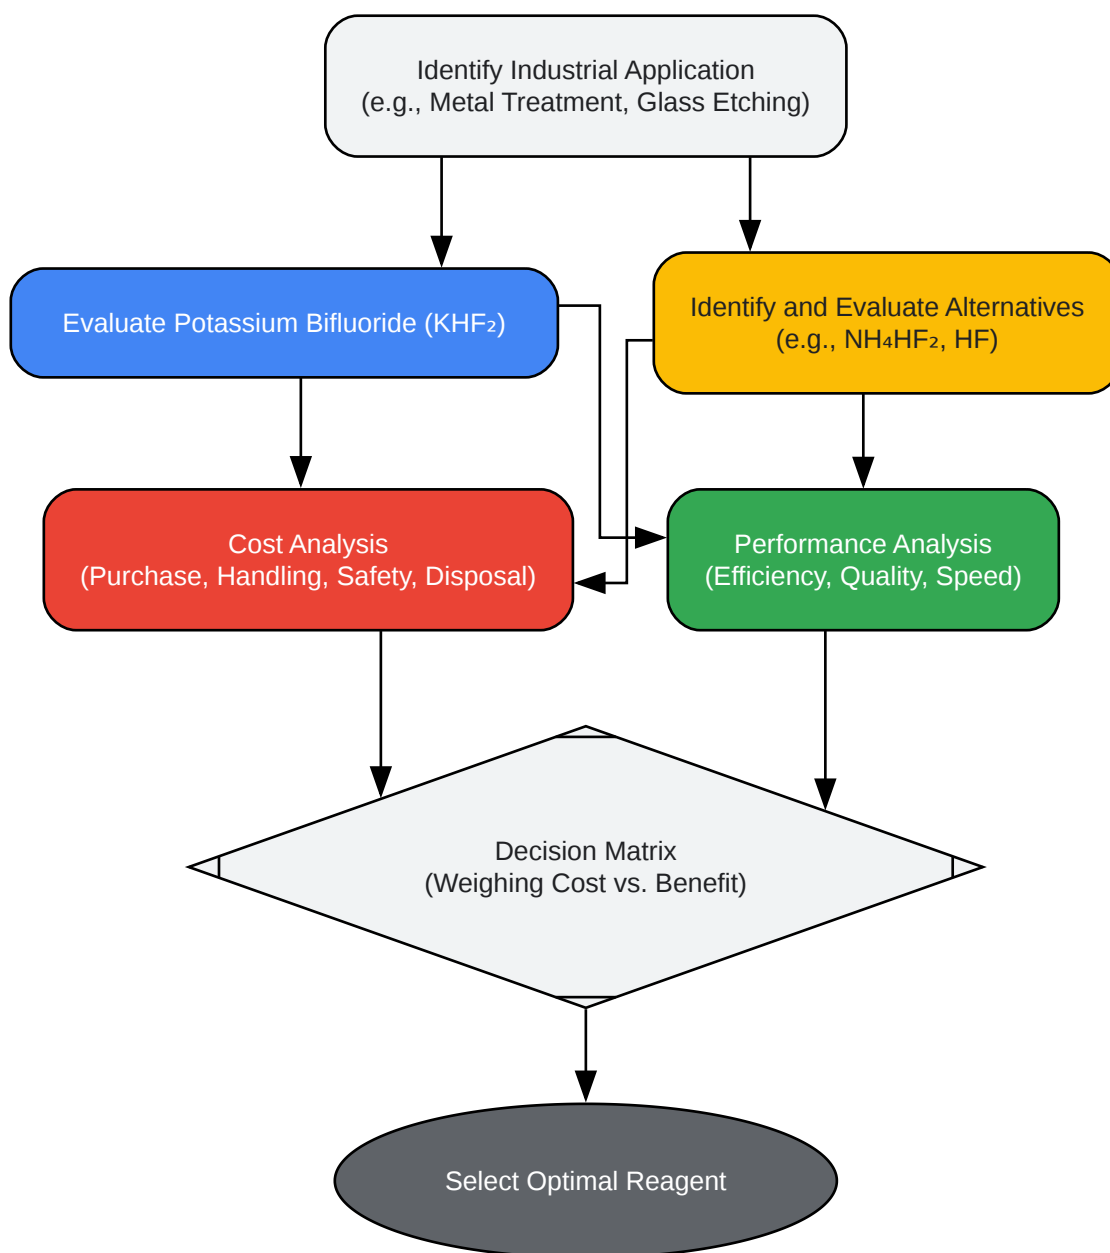 Identify Industrial Application
(e.g., Metal Treatment, Glass Etching)
Evaluate Potassium Bifluoride (KHF₂)
Identify and Evaluate Alternatives
(e.g., NH₄HF₂, HF)
Cost Analysis
(Purchase, Handling, Safety, Disposal)
Performance Analysis
(Efficiency, Quality, Speed)
Decision Matrix
(Weighing Cost vs. Benefit)
Select Optimal Reagent